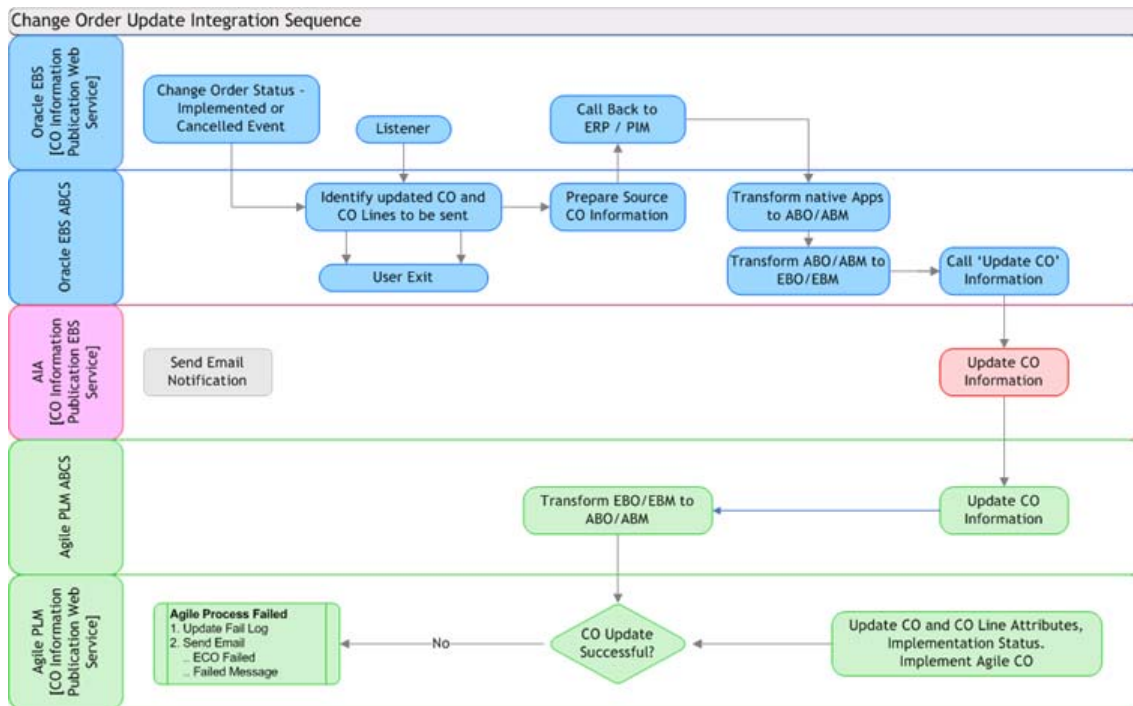 Change Order Update Integration Sequence
Oracle EBS
[CO Information
Publication Web
Service]
Change Order Status -
Implemented or
Cancelled Event
Listener
Call Back to
ERP / PIM
Oracle EBS ABCS
Identify updated CO and
CO Lines to be sent
Prepare Source
CO Information
Transform native Apps
to ABO/ABM
User Exit
Transform ABO/ABM to
EBO/EBM
Call ‘Update CO’
Information
AIA
[CO Information
Publication EBS
Service]
Send Email
Notification
Update CO
Information
Agile PLM ABCS
Transform EBO/EBM to
ABO/ABM
Update CO
Information
Agile PLM
[CO Information
Publication Web
Service]
Agile Process Failed
1. Update Fail Log
2. Send Email
.. ECO Failed
.. Failed Message
No
CO Update
Successful?
Update CO and CO Line Attributes,
Implementation Status.
Implement Agile CO